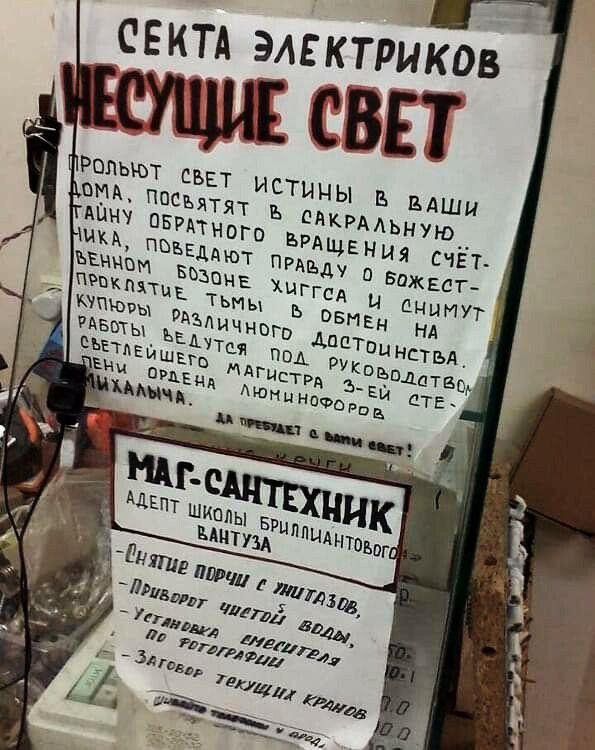 СЕКТА ЭЛЕКТРИКОВ
НЕСУЩИЕ СВЕТ
ПРОЛЬЮТ СВЕТ ИСТИНЫ В ВАШИ
ДОМА, ПОСВЯТЯТ В САКРАЛЬНУЮ
ТАЙНУ ОБРАТНОГО ВРАЩЕНИЯ СЧЁТ-
ЧИКА, ПОВЕДАЮТ ПРАВДУ О БОЖЕСТ-
ВЕННОМ БОЗОНЕ ХИГГСА И СНИМУТ
ПРОКЛЯТИЕ ТЬМЫ В ОБМЕН НА
КУПЮРЫ РАЗЛИЧНОГО ДОСТОИНСТВА.
РАБОТЫ ВЕДУТСЯ ПОД РУКОВОДСТВОМ
СВЕТЛЕЙШЕГО МАГИСТРА 3-ЕЙ СТЕ-
ПЕНИ ОРДЕНА ЛЮМИНОФОРОВ
МИХАЛЫЧА.
ДА ПРЕБУДЕТ С ВАМИ СВЕТ!
КРУГИ
МАГ-САНТЕХНИК
АДЕПТ ШКОЛЫ БРИЛЛИАНТОВОГО
ВАНТУЗА
-СНЯТИЕ ПОРЧИ С УНИТАЗОВ,
-ПРИВОРОТ ЧИСТОЙ ВОДЫ,
-УСТАНОВКА СМЕСИТЕЛЯ
ПО ФОТОГРАФИИ
-ЗАГОВОР ТЕКУЩИХ КРАНОВ